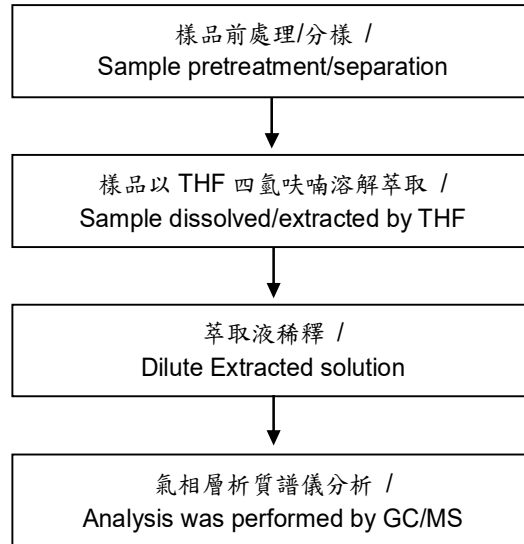 樣品前處理/分樣 /
Sample pretreatment/separation
樣品以 THF 四氫呋喃溶解萃取 /
Sample dissolved/extracted by THF
萃取液稀釋 /
Dilute Extracted solution
氣相層析質譜儀分析 /
Analysis was performed by GC/MS